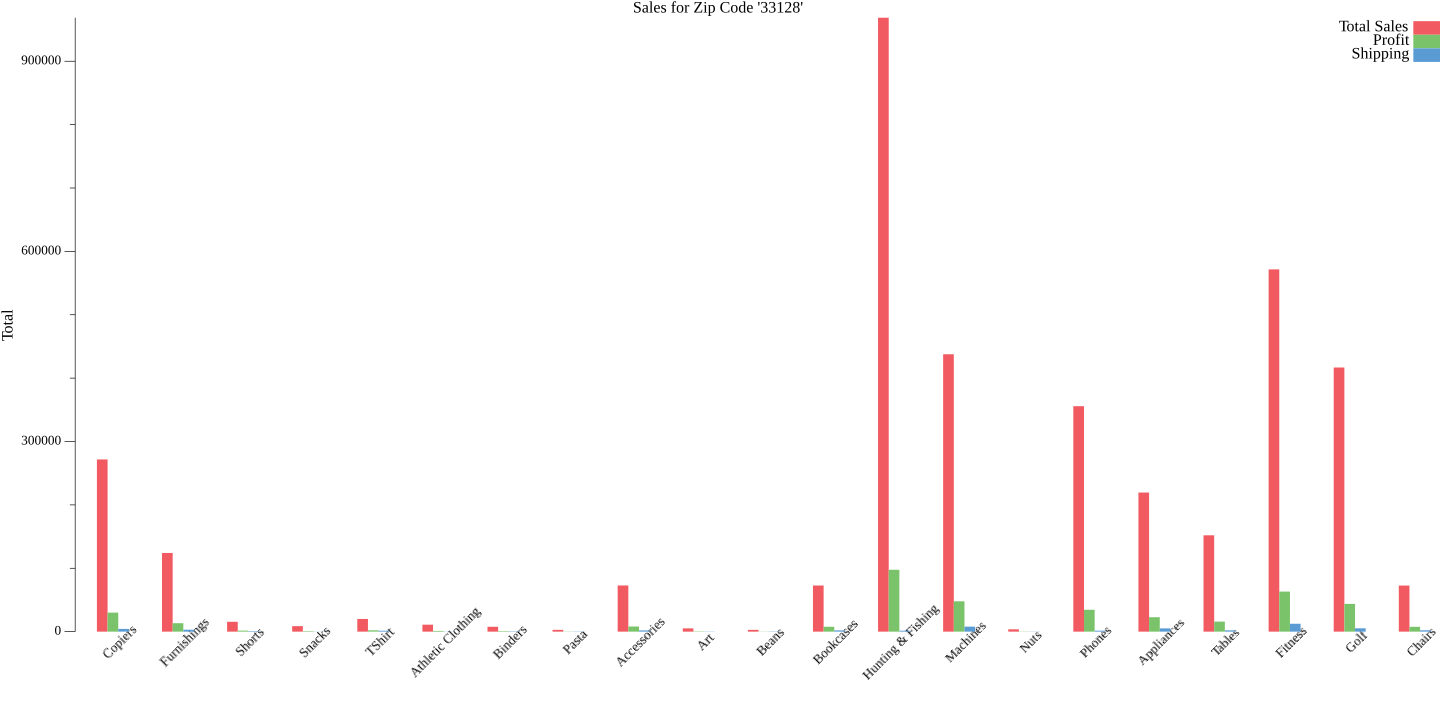 Sales for Zip Code '33128'
Total Sales
Profit
Shipping
900000
600000
300000
0
Total
Copiers
Furnishings
Shorts
Snacks
TShirt
Athletic Clothing
Binders
Pasta
Accessories
Art
Beans
Bookcases
Hunting & Fishing
Machines
Nuts
Phones
Appliances
Tables
Fitness
Golf
Chairs